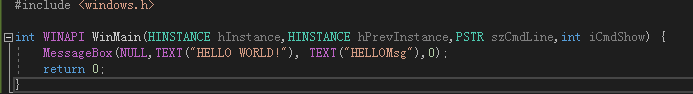 #include <windows.h>
int WINAPI WinMain(HINSTANCE hInstance,HINSTANCE hPrevInstance,PSTR szCmdLine,int iCmdShow) {
MessageBox(NULL,TEXT("HELLO WORLD!"), TEXT("HELLOMsg"),0);
return 0;
}